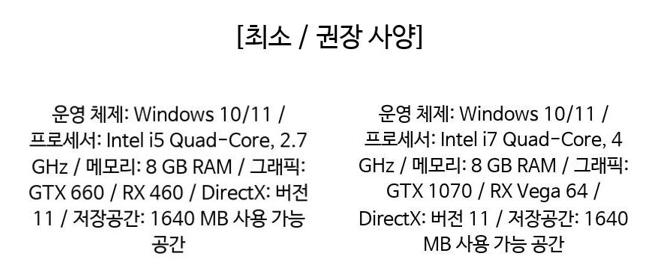 [최소 / 권장 사양]
운영 체제: Windows 10/11 /
프로세서: Intel i5 Quad-Core, 2.7
GHz / 메모리: 8 GB RAM / 그래픽:
GTX 660 / RX 460 / DirectX: 버전
11 / 저장공간: 1640 MB 사용 가능
공간
운영 체제: Windows 10/11 /
프로세서: Intel i7 Quad-Core, 4
GHz / 메모리: 8 GB RAM / 그래픽:
GTX 1070 / RX Vega 64 /
DirectX: 버전 11 / 저장공간: 1640
MB 사용 가능 공간